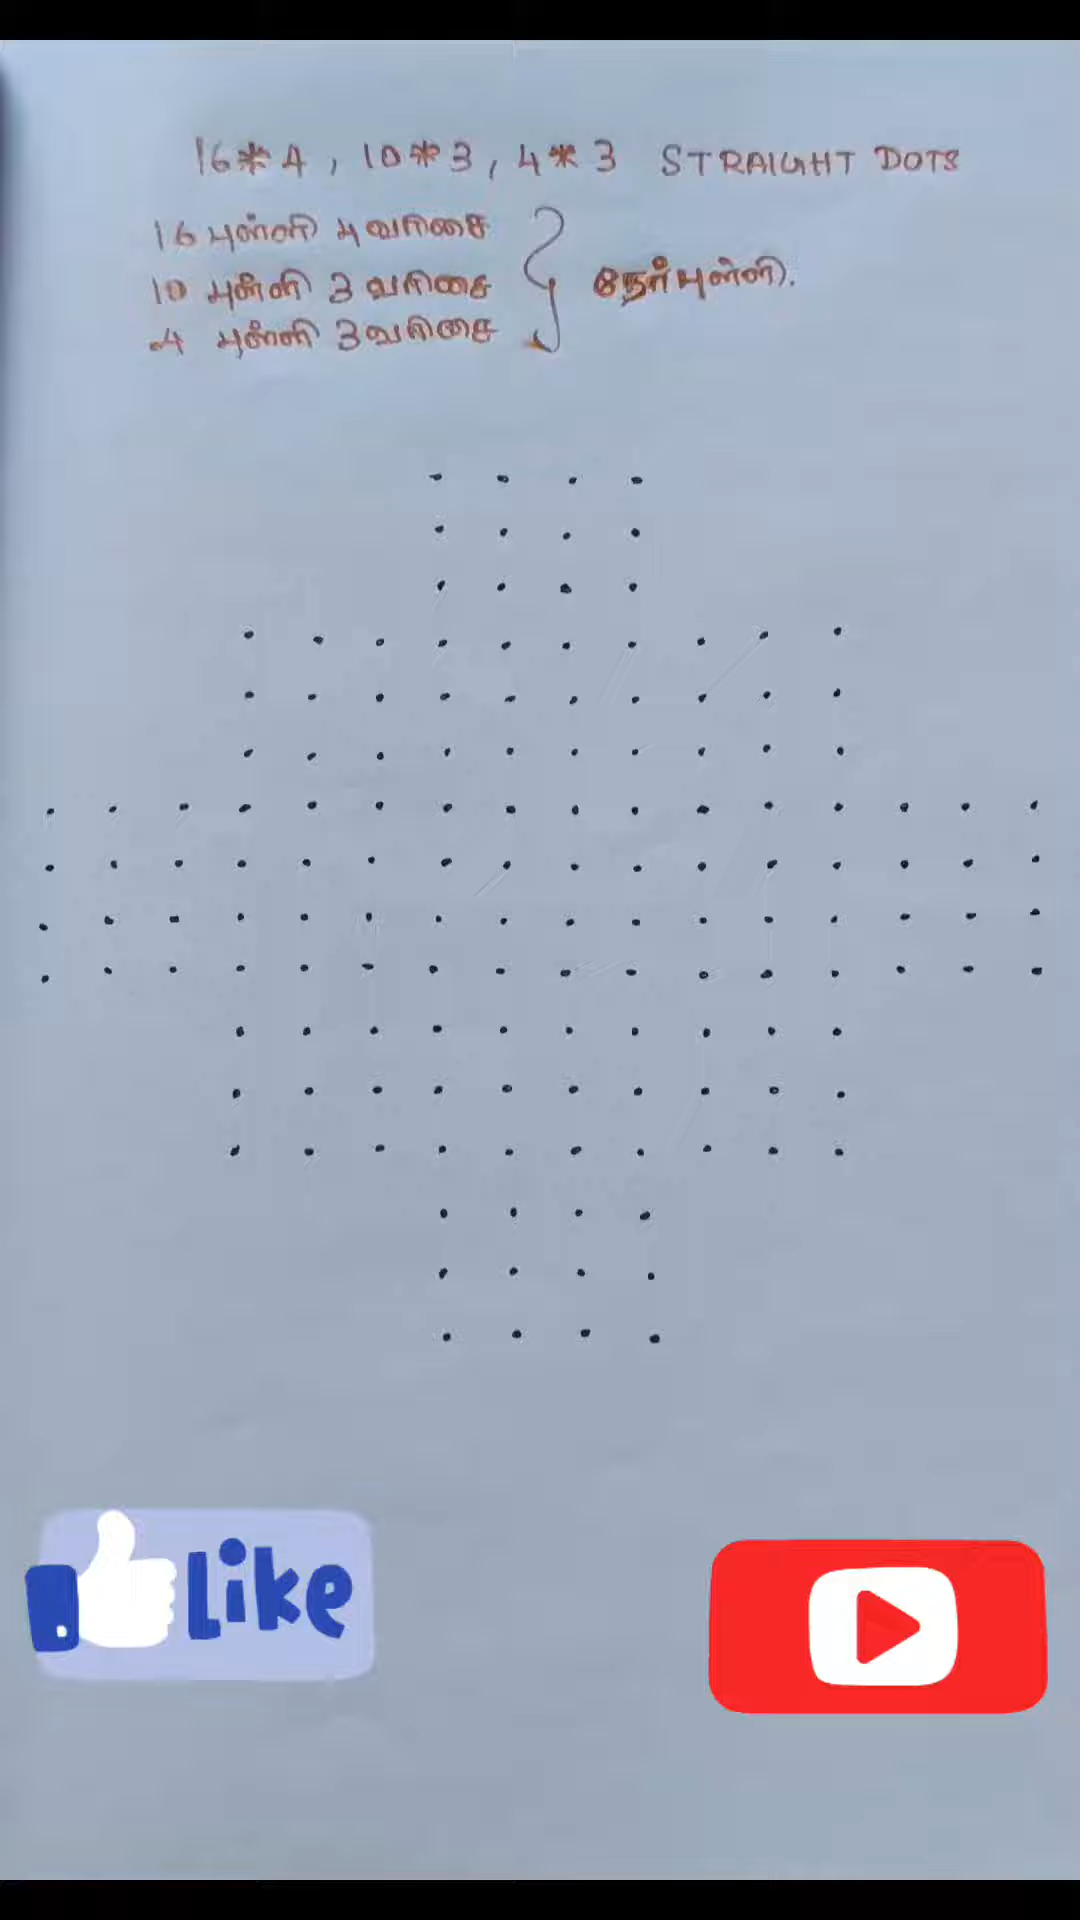 16*4, 10*3, 4*3 STRAIGHT DOTS
16 புள்ளி 4 வரிசை
10 புள்ளி 3 வரிசை
4 புள்ளி 3 வரிசை
நேர்புள்ளி.
Like